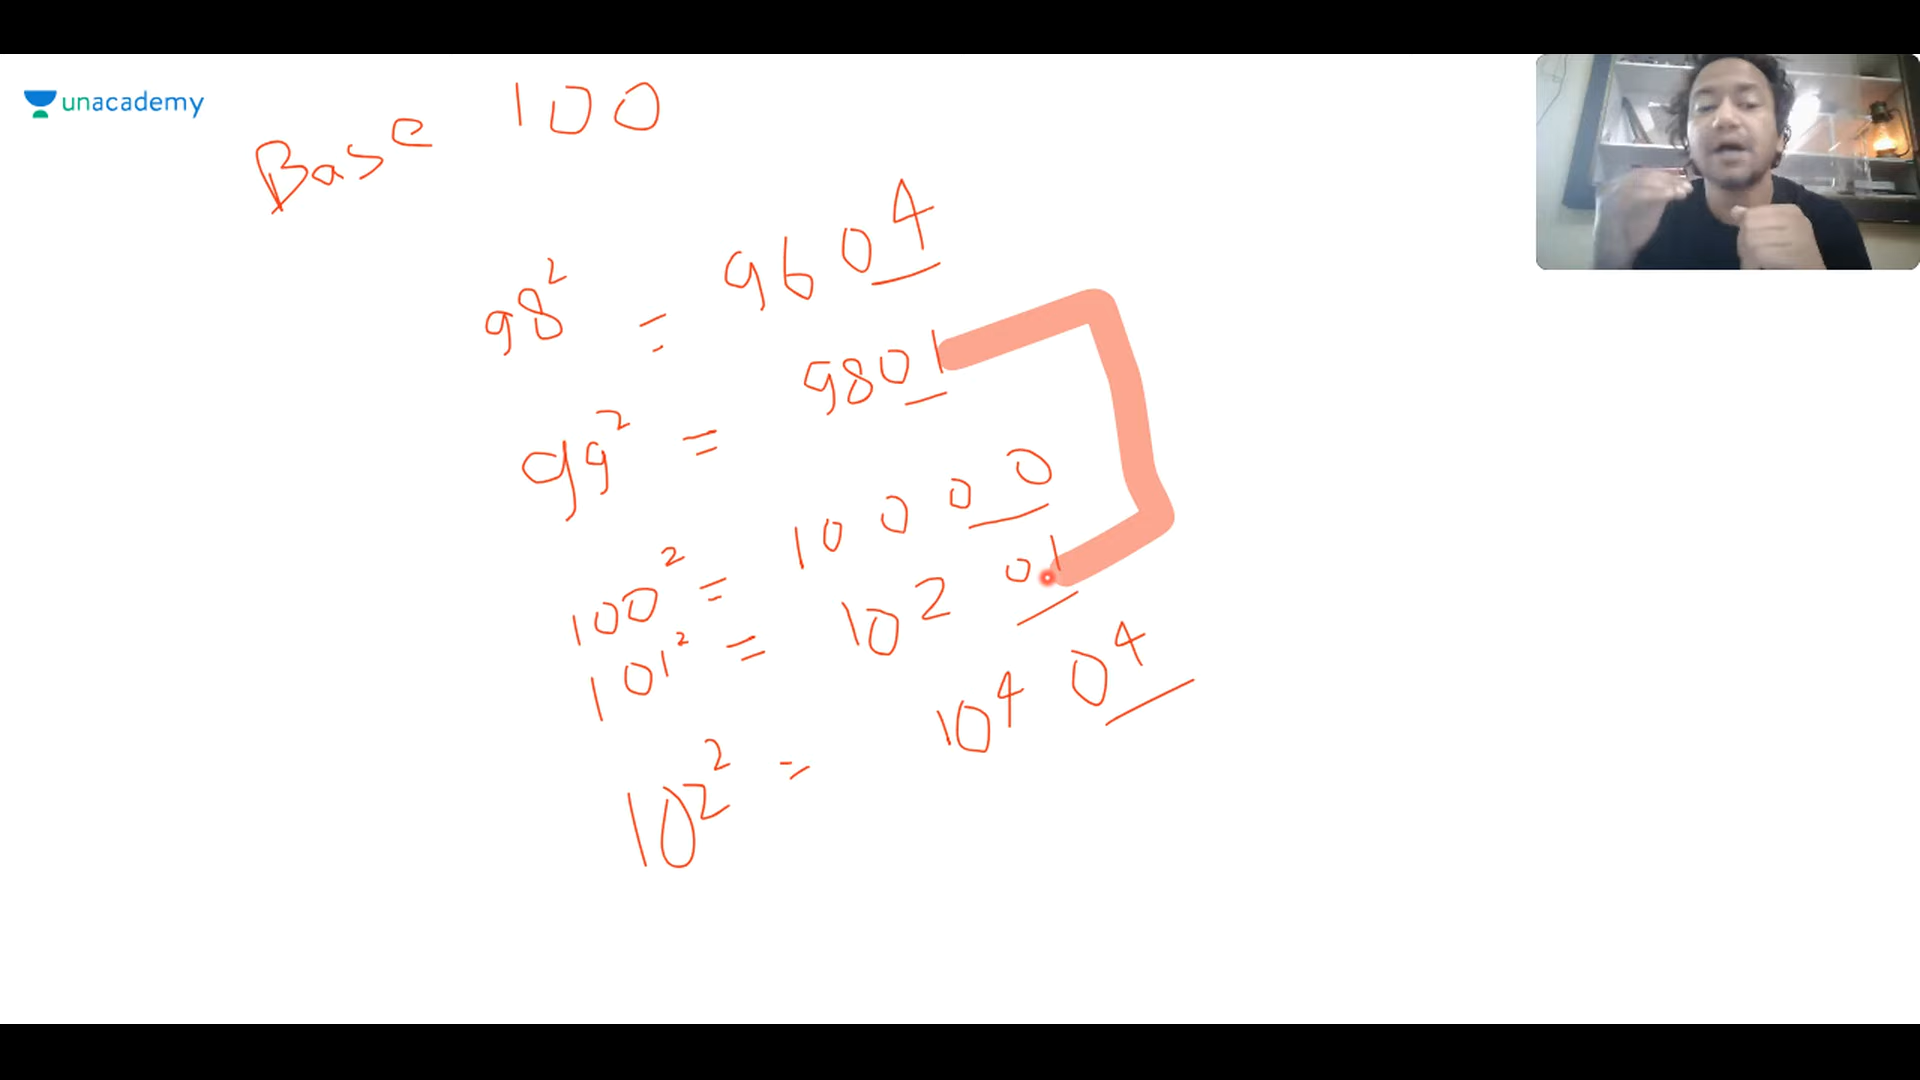 unacademy
Base 100
98² = 9604
99² = 9801
100² = 10000
101² = 10201
102² = 10404